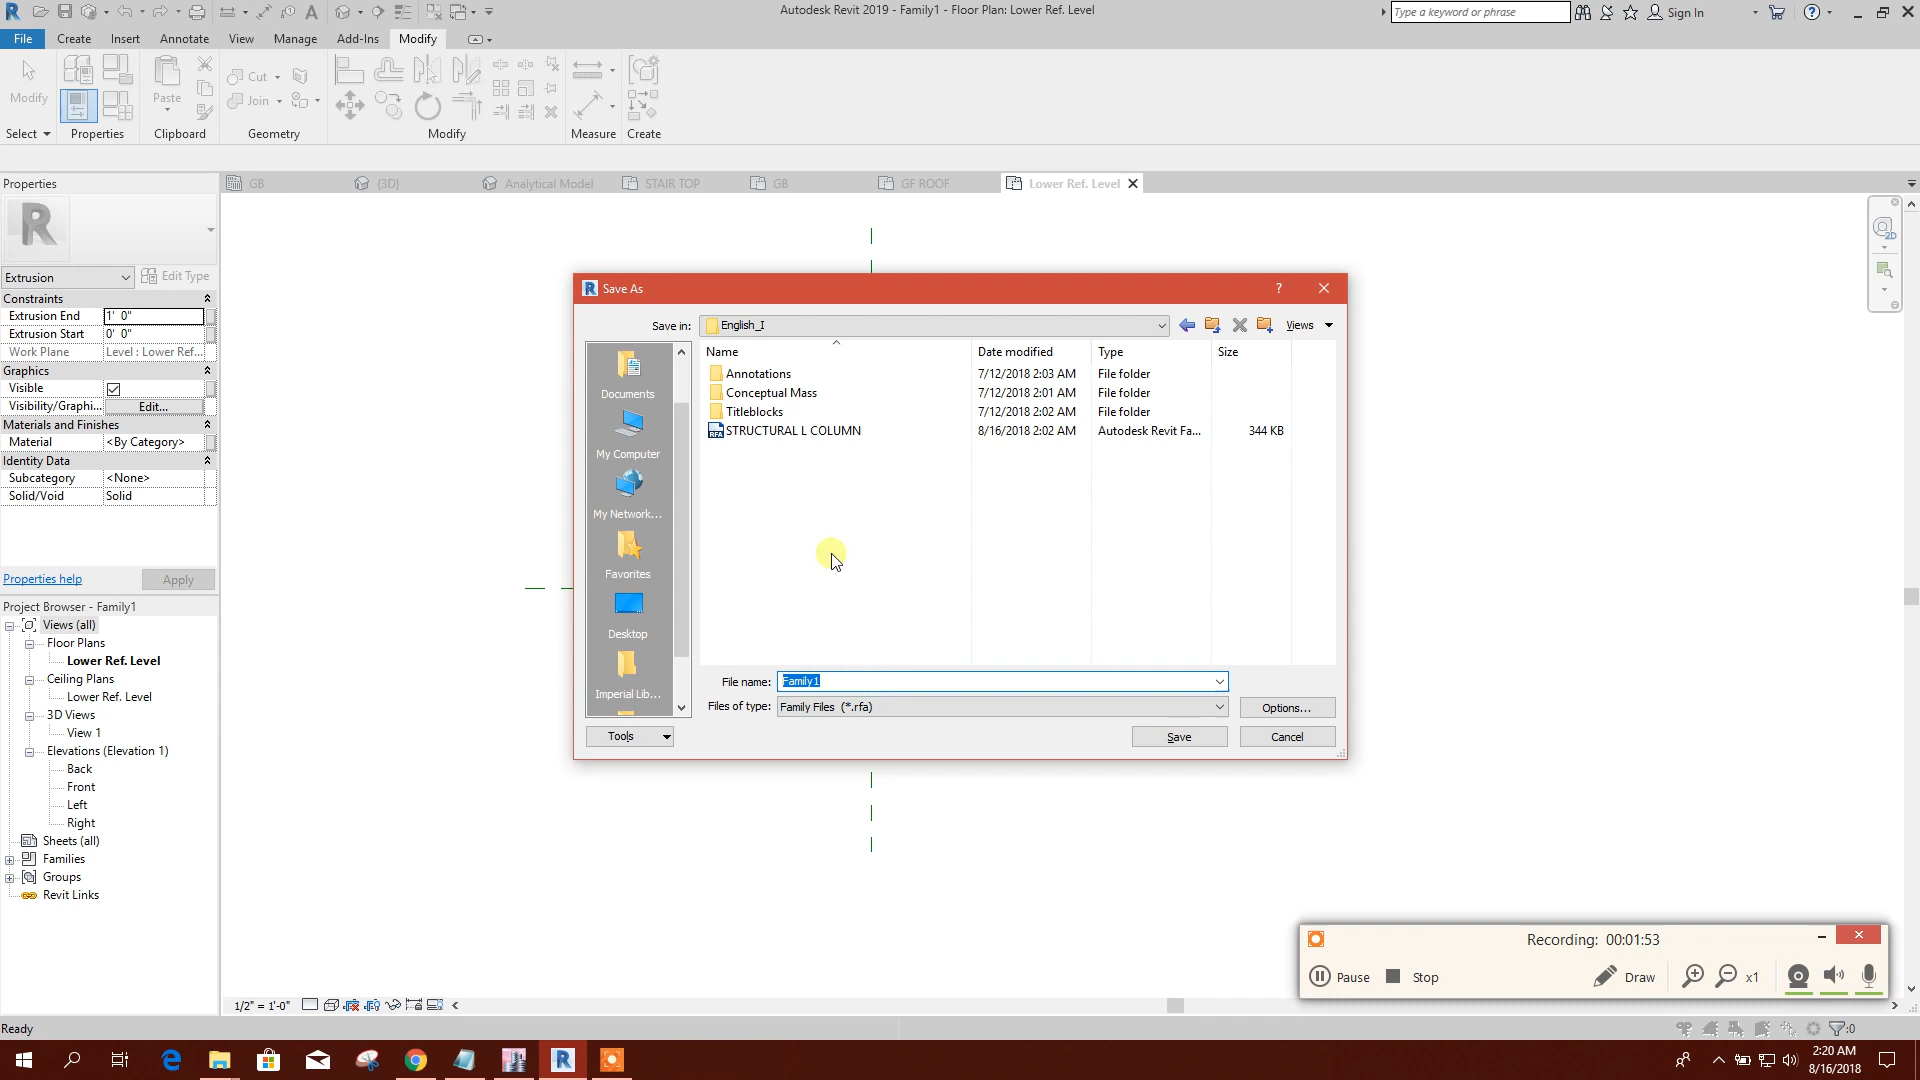 Autodesk Revit 2019 - Family1 - Floor Plan: Lower Ref. Level
Type a keyword or phrase
Sign In
File Create Insert Annotate View Manage Add-Ins Modify
Modify
Paste
Cut
Join
Select Properties Clipboard Geometry Modify Measure Create
Properties
GB {3D} Analytical Model STAIR TOP GB GF ROOF Lower Ref. Level
2D
R
Extrusion Edit Type
Constraints
Extrusion End 1' 0"
Extrusion Start 0' 0"
Work Plane Level : Lower Ref...
Graphics
Visible
Visibility/Graphi... Edit...
Materials and Finishes
Material <By Category>
Identity Data
Subcategory <None>
Solid/Void Solid
Properties help Apply
Project Browser - Family1
Views (all)
Floor Plans
Lower Ref. Level
Ceiling Plans
Lower Ref. Level
3D Views
View 1
Elevations (Elevation 1)
Back
Front
Left
Right
Sheets (all)
Families
Groups
Revit Links
Save As
Save in: English_I Views
Name Date modified Type Size
Annotations 7/12/2018 2:03 AM File folder
Conceptual Mass 7/12/2018 2:01 AM File folder
Titleblocks 7/12/2018 2:02 AM File folder
STRUCTURAL L COLUMN 8/16/2018 2:02 AM Autodesk Revit Fa... 344 KB
Documents
My Computer
My Network...
Favorites
Desktop
Imperial Lib...
File name: Family1
Files of type: Family Files (*.rfa) Options...
Tools Save Cancel
Recording: 00:01:53
Pause Stop Draw x1
1/2" = 1'-0"
Ready
:0
2:20 AM
8/16/2018